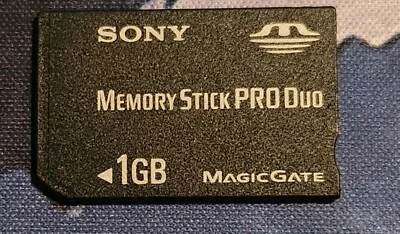 SONY
MEMORY STICK PRO DUO
◄1GB MAGICGATE